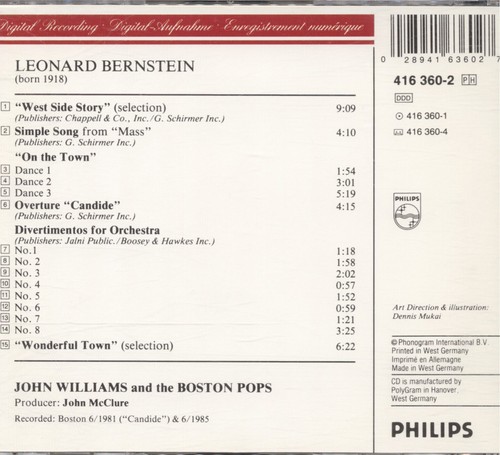 Digital Recording · Digital-Aufnahme · Enregistrement numérique
LEONARD BERNSTEIN
(born 1918)
1 "West Side Story" (selection) 9:09
(Publishers: Chappell & Co., Inc./G. Schirmer Inc.)
2 Simple Song from "Mass" 4:10
(Publishers: G. Schirmer Inc.)
"On the Town"
3 Dance 1 1:54
4 Dance 2 3:01
5 Dance 3 5:19
6 Overture "Candide" 4:15
(Publishers: G. Schirmer Inc.)
Divertimentos for Orchestra
(Publishers: Jalni Public./Boosey & Hawkes Inc.)
7 No.1 1:18
8 No. 2 1:58
9 No. 3 2:02
10 No. 4 0:57
11 No. 5 1:52
12 No. 6 0:59
13 No. 7 1:21
14 No. 8 3:25
15 "Wonderful Town" (selection) 6:22
JOHN WILLIAMS and the BOSTON POPS
Producer: John McClure
Recorded: Boston 6/1981 ("Candide") & 6/1985
0 28941 63602 7
416 360-2 PH
DDD
416 360-1
416 360-4
PHILIPS
Art Direction & illustration:
Dennis Mukai
℗ Phonogram International B.V.
Printed in West Germany
Imprimé en Allemagne
Made in West Germany
CD is manufactured by
PolyGram in Hanover,
West Germany
PHILIPS